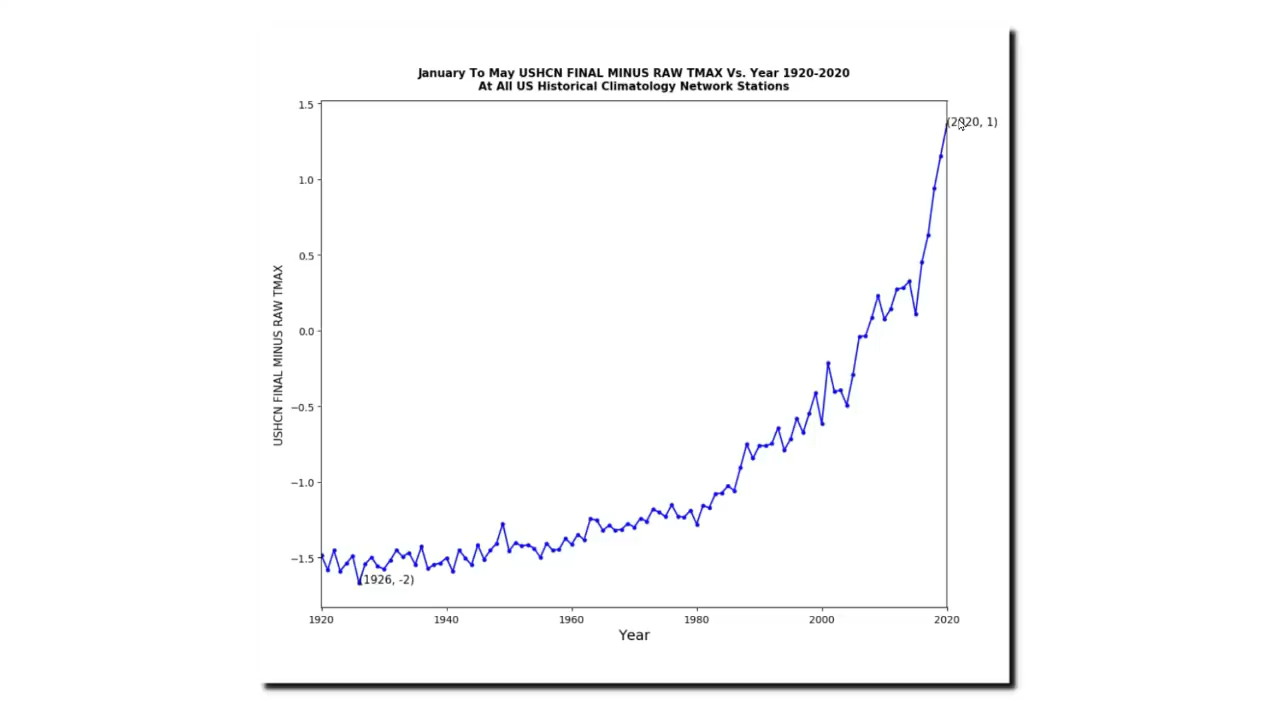 January To May USHCN FINAL MINUS RAW TMAX Vs. Year 1920-2020
At All US Historical Climatology Network Stations
1.5
(2020, 1)
1.0
0.5
0.0
−0.5
−1.0
−1.5
(1926, -2)
USHCN FINAL MINUS RAW TMAX
1920 1940 1960 1980 2000 2020
Year